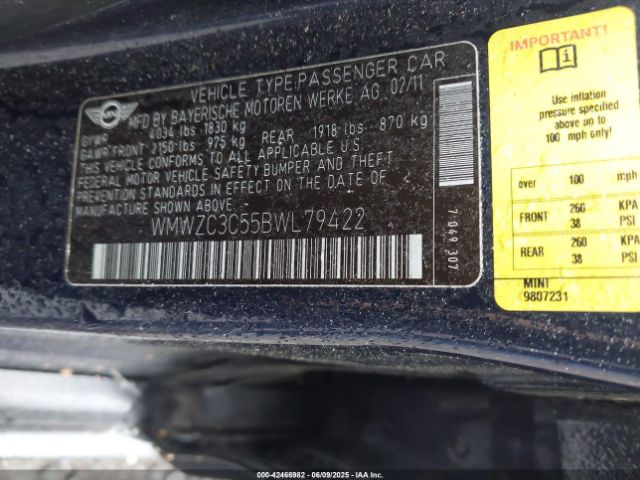 VEHICLE TYPE:PASSENGER CAR
MFD BY BAYERISCHE MOTOREN WERKE AG 02/11
GVWR 4034 lbs 1830 kg
GAWR FRONT 2150 lbs 975 kg REAR 1918 lbs 870 kg
THIS VEHICLE CONFORMS TO ALL APPLICABLE U.S.
FEDERAL MOTOR VEHICLE SAFETY BUMPER AND THEFT
PREVENTION STANDARDS IN EFFECT ON THE DATE OF
MANUFACTURE SHOWN ABOVE.
WMWZC3C55BWL79422
7 049 307
IMPORTANT!
Use inflation
pressure specified
above (up to
100 mph only!)
over 100 mph
FRONT 260 KPA
38 PSI
REAR 260 KPA
38 PSI
MINI
9807231
000-42466982 - 06/09/2025 - IAA Inc.